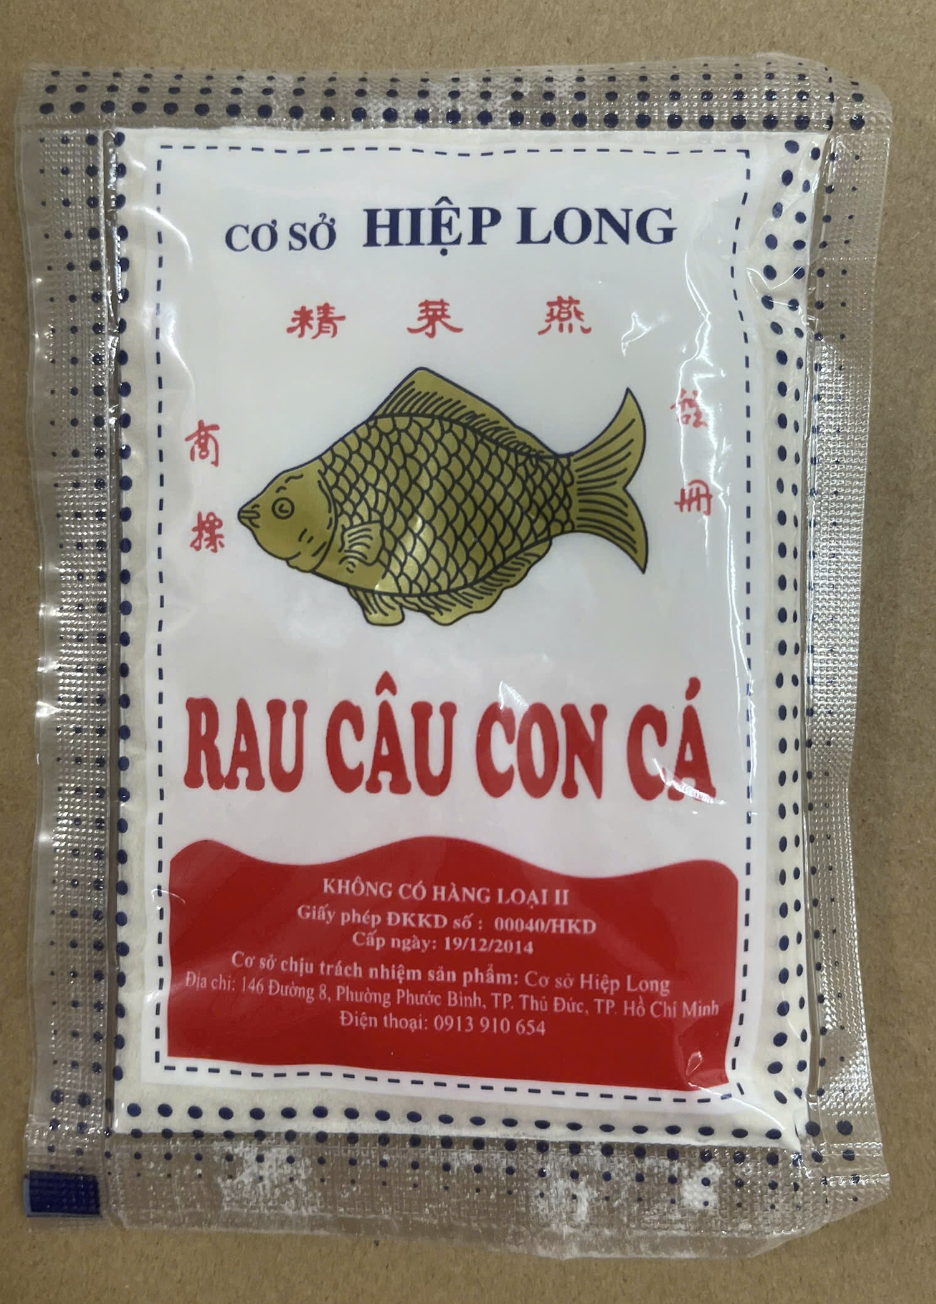 CƠ SỞ HIỆP LONG
精 菜 燕
註 冊
商 標
RAU CÂU CON CÁ
KHÔNG CÓ HÀNG LOẠI II
Giấy phép ĐKKD số : 00040/HKD
Cấp ngày: 19/12/2014
Cơ sở chịu trách nhiệm sản phẩm: Cơ sở Hiệp Long
Địa chỉ: 146 Đường 8, Phường Phước Bình, TP. Thủ Đức, TP. Hồ Chí Minh
Điện thoại: 0913 910 654